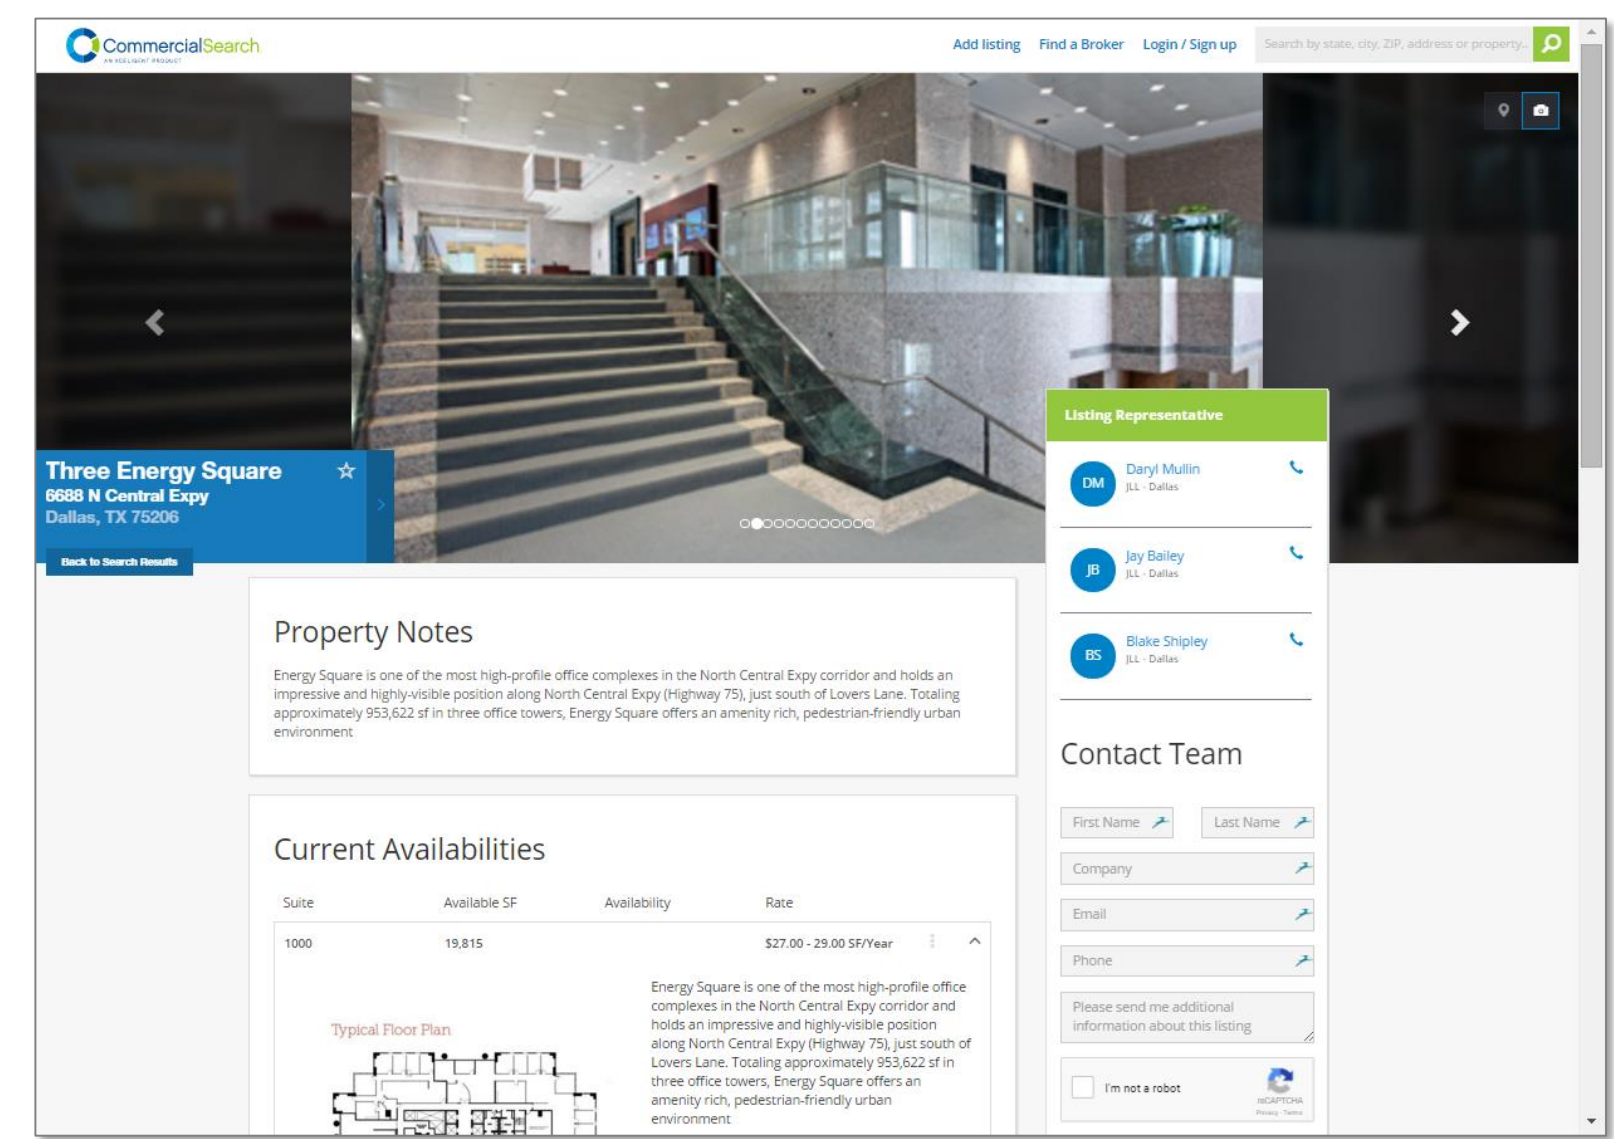 CommercialSearch
AN XCELIGENT PRODUCT
Add listing
Find a Broker
Login / Sign up
Search by state, city, ZIP, address or property..
Three Energy Square
6688 N Central Expy
Dallas, TX 75206
Back to Search Results
Listing Representative
DM
Daryl Mullin
JLL - Dallas
JB
Jay Bailey
JLL - Dallas
BS
Blake Shipley
JLL - Dallas
Property Notes
Energy Square is one of the most high-profile office complexes in the North Central Expy corridor and holds an
impressive and highly-visible position along North Central Expy (Highway 75), just south of Lovers Lane. Totaling
approximately 953,622 sf in three office towers, Energy Square offers an amenity rich, pedestrian-friendly urban
environment
Contact Team
First Name
Last Name
Company
Email
Phone
Please send me additional
information about this listing
I'm not a robot
reCAPTCHA
Privacy - Terms
Current Availabilities
Suite Available SF Availability Rate
1000 19,815 $27.00 - 29.00 SF/Year
Typical Floor Plan
Energy Square is one of the most high-profile office
complexes in the North Central Expy corridor and
holds an impressive and highly-visible position
along North Central Expy (Highway 75), just south of
Lovers Lane. Totaling approximately 953,622 sf in
three office towers, Energy Square offers an
amenity rich, pedestrian-friendly urban
environment